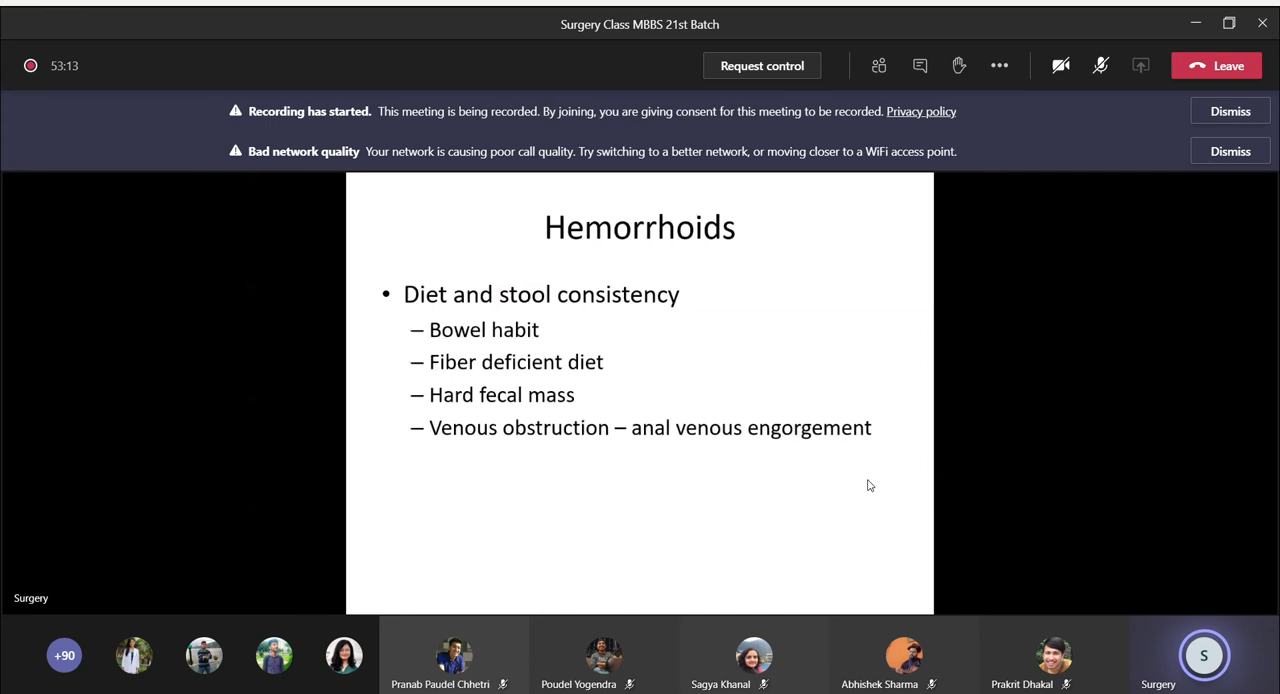 Surgery Class MBBS 21st Batch
53:13
Request control
Leave
Recording has started. This meeting is being recorded. By joining, you are giving consent for this meeting to be recorded. Privacy policy
Dismiss
Bad network quality Your network is causing poor call quality. Try switching to a better network, or moving closer to a WiFi access point.
Dismiss
Hemorrhoids
• Diet and stool consistency
– Bowel habit
– Fiber deficient diet
– Hard fecal mass
– Venous obstruction – anal venous engorgement
Surgery
+90
Pranab Paudel Chhetri
Poudel Yogendra
Sagya Khanal
Abhishek Sharma
Prakrit Dhakal
S
Surgery